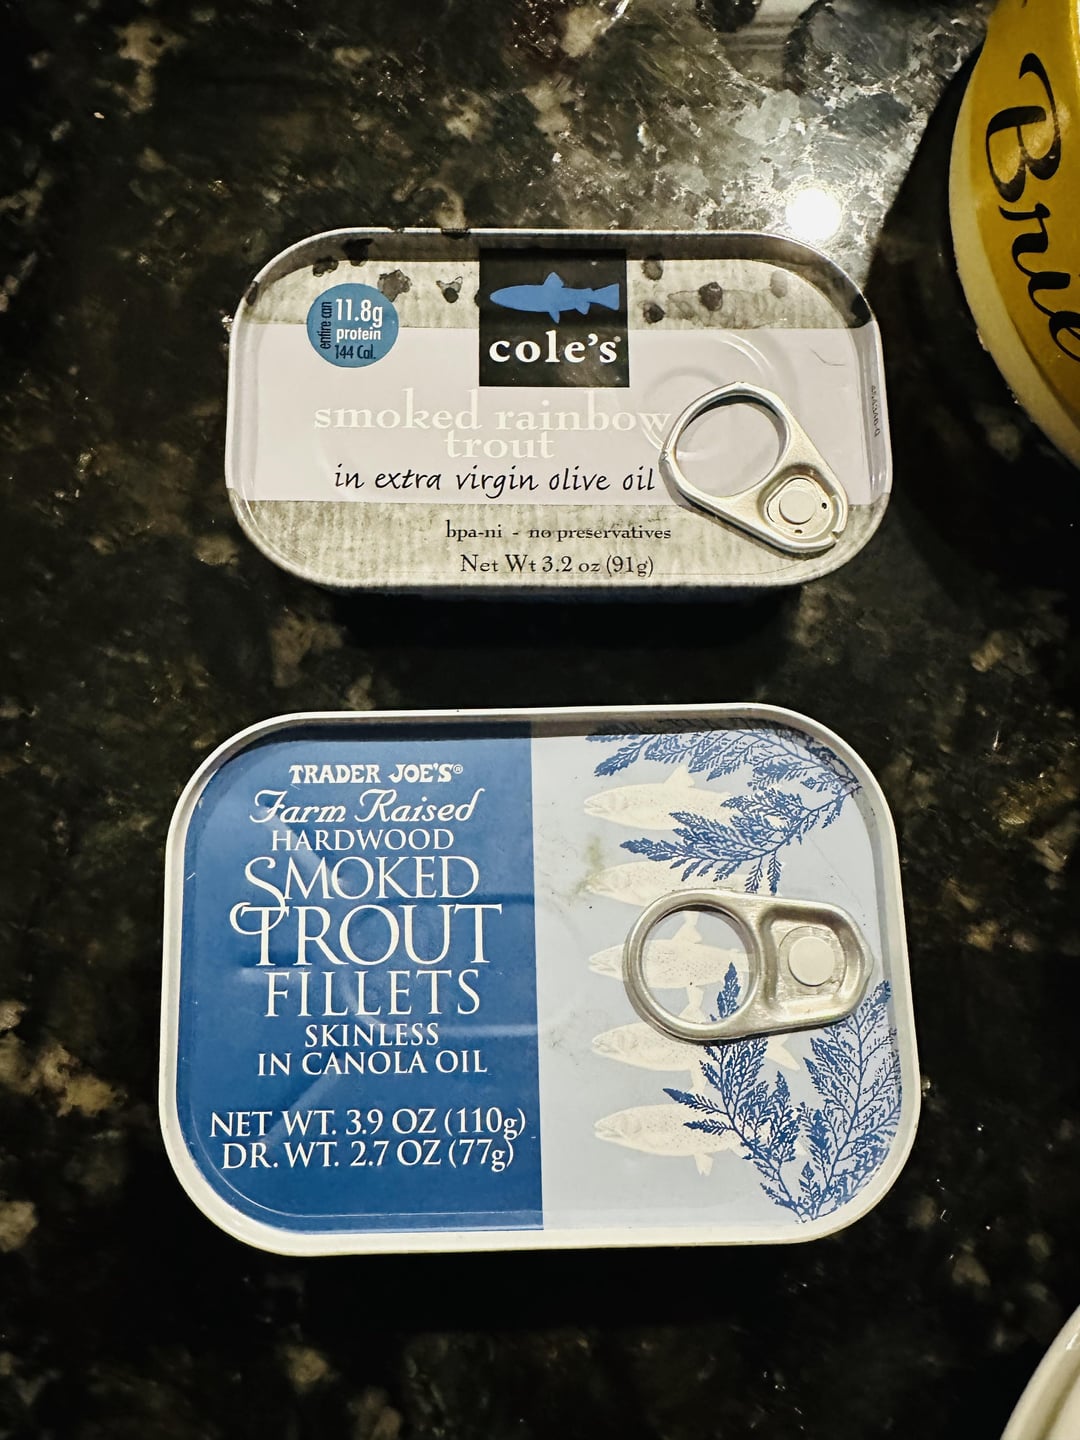 cole's
entire can
11.8g
protein
144 Cal.
smoked rainbow
trout
in extra virgin olive oil
bpa-ni - no preservatives
Net Wt 3.2 oz (91g)
Brie
TRADER JOE'S®
Farm Raised
HARDWOOD
SMOKED
TROUT
FILLETS
SKINLESS
IN CANOLA OIL
NET WT. 3.9 OZ (110g)
DR. WT. 2.7 OZ (77g)